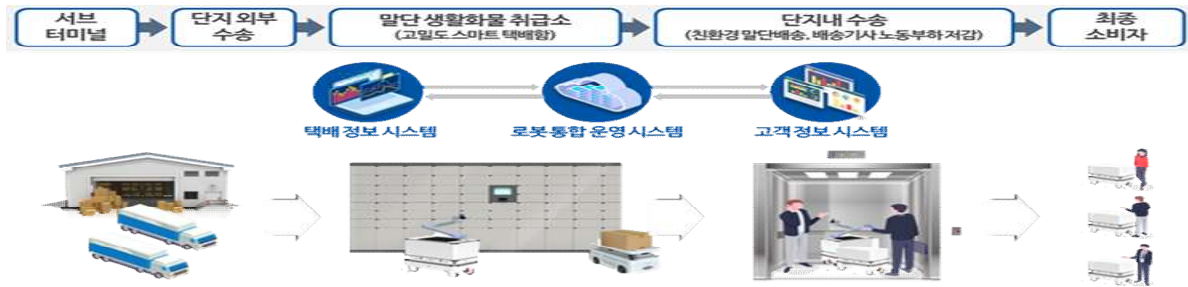 서브
터미널
단지 외부
수송
말단 생활화물 취급소
(고밀도 스마트 택배함)
단지내 수송
(친환경 말단배송, 배송기사 노동부하 저감)
최종
소비자
택배 정보 시스템
로봇 통합 운영 시스템
고객 정보 시스템